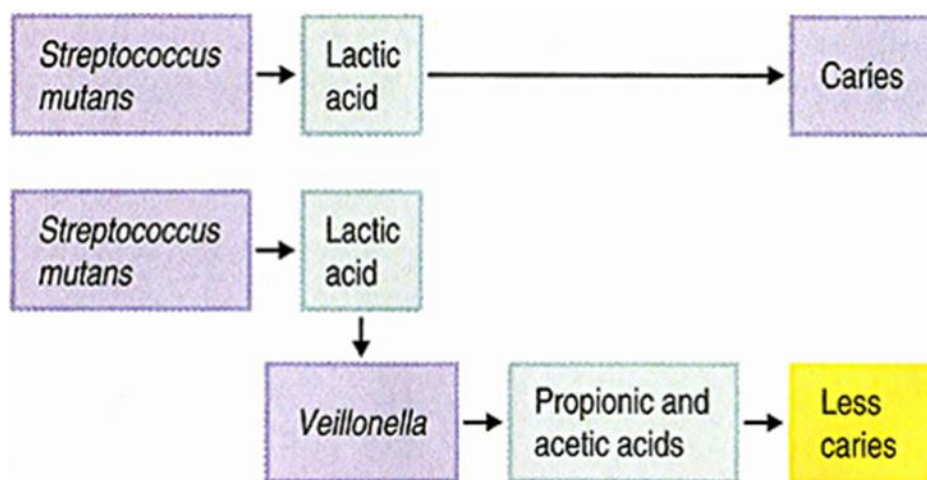 Streptococcus
mutans
Lactic
acid
Caries
Streptococcus
mutans
Lactic
acid
Veillonella
Propionic and
acetic acids
Less
caries